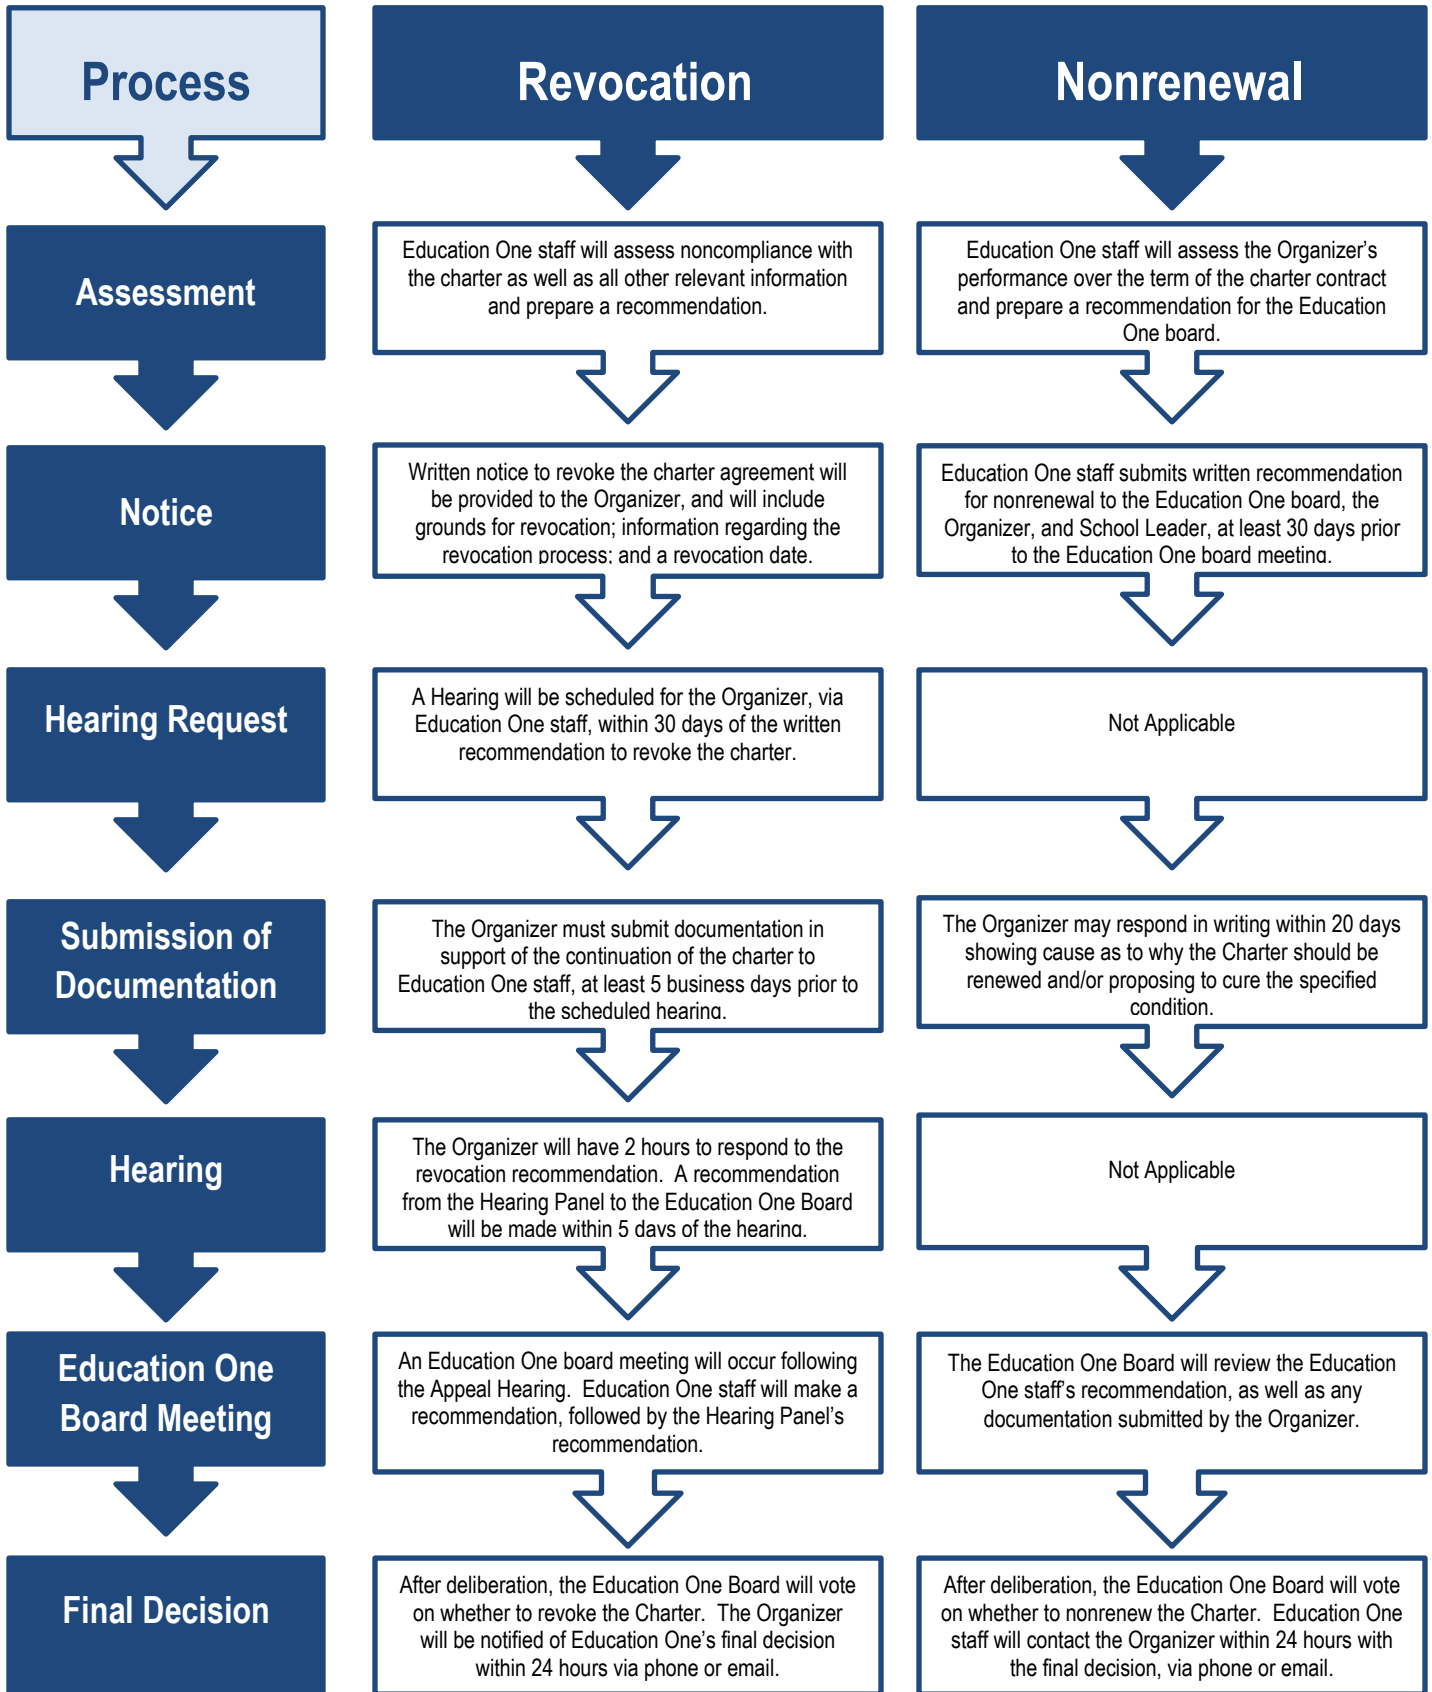 Process
Revocation
Nonrenewal
Assessment
Education One staff will assess noncompliance with
the charter as well as all other relevant information
and prepare a recommendation.
Education One staff will assess the Organizer’s
performance over the term of the charter contract
and prepare a recommendation for the Education
One board.
Notice
Written notice to revoke the charter agreement will
be provided to the Organizer, and will include
grounds for revocation; information regarding the
revocation process; and a revocation date.
Education One staff submits written recommendation
for nonrenewal to the Education One board, the
Organizer, and School Leader, at least 30 days prior
to the Education One board meeting.
Hearing Request
A Hearing will be scheduled for the Organizer, via
Education One staff, within 30 days of the written
recommendation to revoke the charter.
Not Applicable
Submission of
Documentation
The Organizer must submit documentation in
support of the continuation of the charter to
Education One staff, at least 5 business days prior to
the scheduled hearing.
The Organizer may respond in writing within 20 days
showing cause as to why the Charter should be
renewed and/or proposing to cure the specified
condition.
Hearing
The Organizer will have 2 hours to respond to the
revocation recommendation.  A recommendation
from the Hearing Panel to the Education One Board
will be made within 5 days of the hearing.
Not Applicable
Education One
Board Meeting
An Education One board meeting will occur following
the Appeal Hearing.  Education One staff will make a
recommendation, followed by the Hearing Panel’s
recommendation.
The Education One Board will review the Education
One staff’s recommendation, as well as any
documentation submitted by the Organizer.
Final Decision
After deliberation, the Education One Board will vote
on whether to revoke the Charter.  The Organizer
will be notified of Education One’s final decision
within 24 hours via phone or email.
After deliberation, the Education One Board will vote
on whether to nonrenew the Charter.  Education One
staff will contact the Organizer within 24 hours with
the final decision, via phone or email.